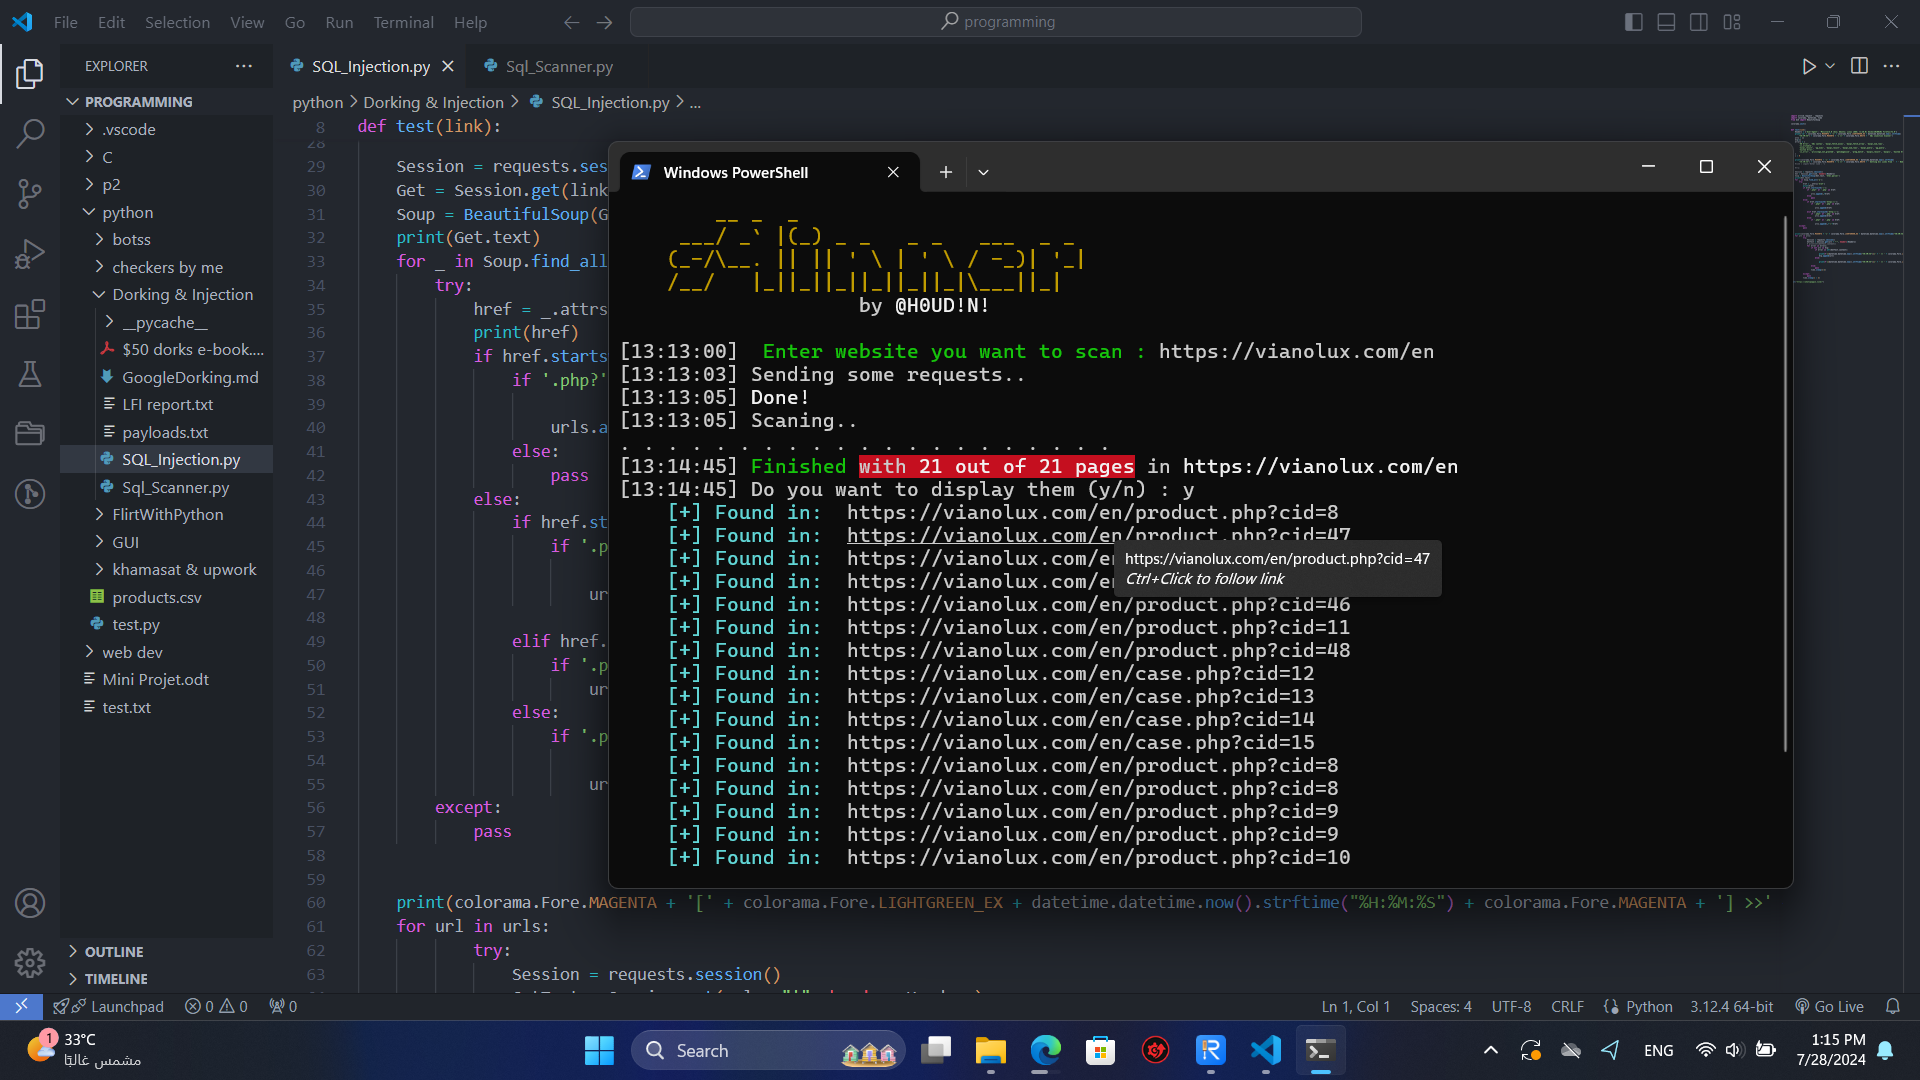 File Edit Selection View Go Run Terminal Help
programming
EXPLORER
PROGRAMMING
.vscode
C
p2
python
botss
checkers by me
Dorking & Injection
__pycache__
$50 dorks e-book....
GoogleDorking.md
LFI report.txt
payloads.txt
SQL_Injection.py
Sql_Scanner.py
FlirtWithPython
GUI
khamasat & upwork
products.csv
test.py
web dev
Mini Projet.odt
test.txt
OUTLINE
TIMELINE
SQL_Injection.py Sql_Scanner.py
python > Dorking & Injection > SQL_Injection.py > ...
8 def test(link):
28
29 Session = requests.ses
30 Get = Session.get(link
31 Soup = BeautifulSoup(G
32 print(Get.text)
33 for _ in Soup.find_all
34 try:
35 href = _.attrs
36 print(href)
37 if href.starts
38 if '.php?'
39
40 urls.a
41 else:
42 pass
43 else:
44 if href.st
45 if '.p
46
47 ur
48
49 elif href.
50 if '.p
51 ur
52 else:
53 if '.p
54
55 ur
56 except:
57 pass
58
59
60 print(colorama.Fore.MAGENTA + '[' + colorama.Fore.LIGHTGREEN_EX + datetime.datetime.now().strftime("%H:%M:%S") + colorama.Fore.MAGENTA + '] >>'
61 for url in urls:
62 try:
63 Session = requests.session()
Windows PowerShell
by @H0UD!N!
[13:13:00] Enter website you want to scan : https://vianolux.com/en
[13:13:03] Sending some requests..
[13:13:05] Done!
[13:13:05] Scaning..
. . . . . . . . . . . . . . . . . . . . .
[13:14:45] Finished with 21 out of 21 pages in https://vianolux.com/en
[13:14:45] Do you want to display them (y/n) : y
[+] Found in: https://vianolux.com/en/product.php?cid=8
[+] Found in: https://vianolux.com/en/product.php?cid=47
[+] Found in: https://vianolux.com/en
[+] Found in: https://vianolux.com/en
[+] Found in: https://vianolux.com/en/product.php?cid=46
[+] Found in: https://vianolux.com/en/product.php?cid=11
[+] Found in: https://vianolux.com/en/product.php?cid=48
[+] Found in: https://vianolux.com/en/case.php?cid=12
[+] Found in: https://vianolux.com/en/case.php?cid=13
[+] Found in: https://vianolux.com/en/case.php?cid=14
[+] Found in: https://vianolux.com/en/case.php?cid=15
[+] Found in: https://vianolux.com/en/product.php?cid=8
[+] Found in: https://vianolux.com/en/product.php?cid=8
[+] Found in: https://vianolux.com/en/product.php?cid=9
[+] Found in: https://vianolux.com/en/product.php?cid=9
[+] Found in: https://vianolux.com/en/product.php?cid=10
https://vianolux.com/en/product.php?cid=47
Ctrl+Click to follow link
Launchpad 0 0 0
Ln 1, Col 1 Spaces: 4 UTF-8 CRLF Python 3.12.4 64-bit Go Live
1
33°C
مشمس غالبًا
Search
ENG
1:15 PM
7/28/2024